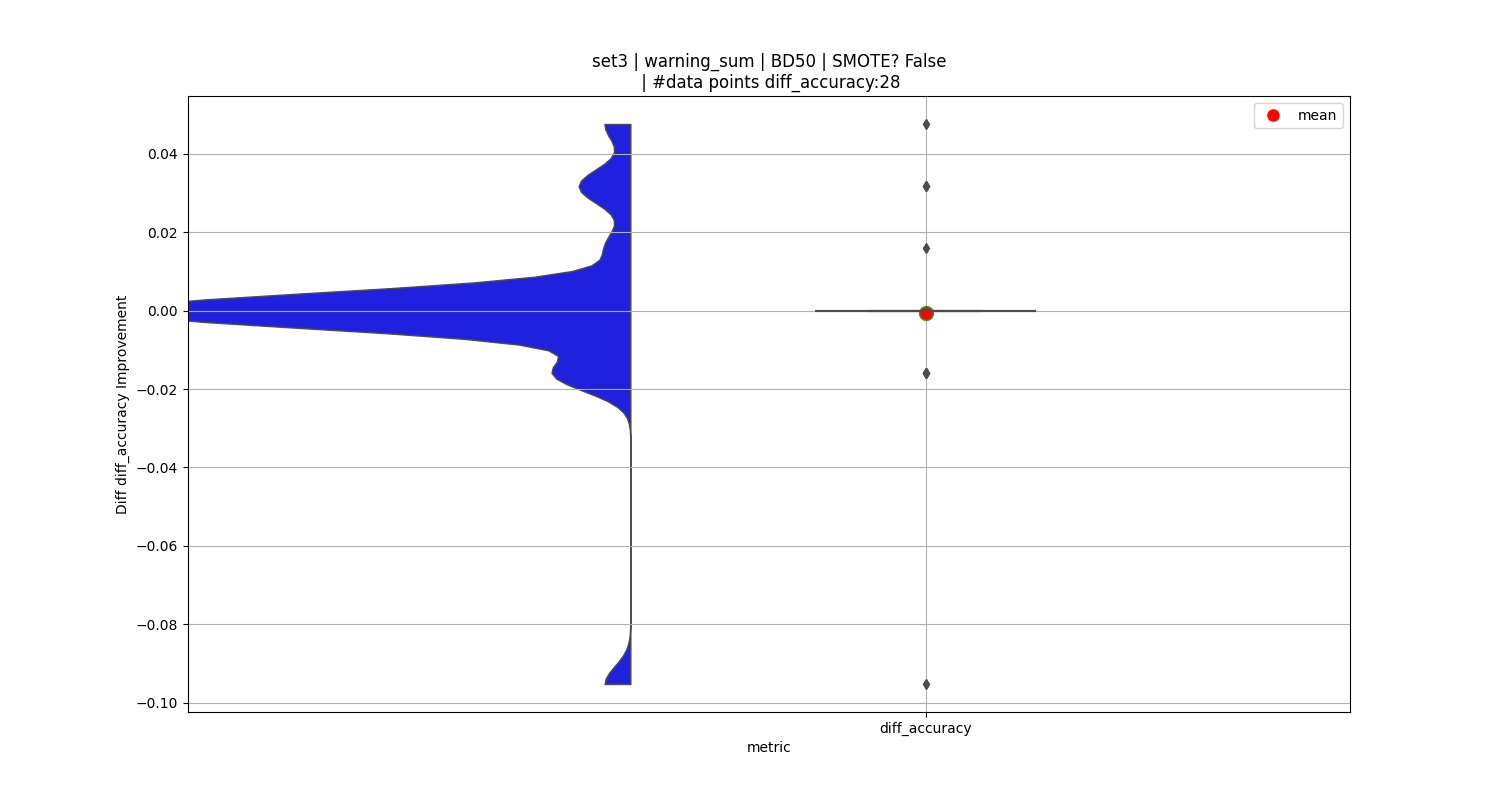 set3 | warning_sum | BD50 | SMOTE? False
| #data points diff_accuracy:28
mean
0.04
0.02
0.00
−0.02
−0.04
−0.06
−0.08
−0.10
Diff diff_accuracy Improvement
diff_accuracy
metric